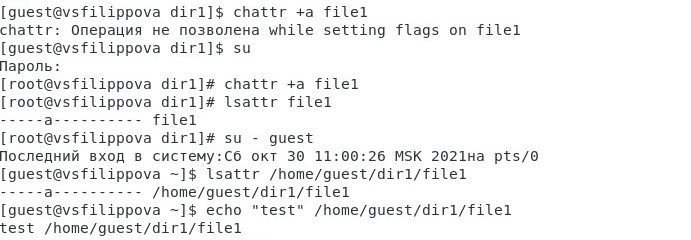 [guest@vsfilippova dir1]$ chattr +a file1
chattr: Операция не позволена while setting flags on file1
[guest@vsfilippova dir1]$ su
Пароль:
[root@vsfilippova dir1]# chattr +a file1
[root@vsfilippova dir1]# lsattr file1
-----a---------- file1
[root@vsfilippova dir1]# su - guest
Последний вход в систему:Сб окт 30 11:00:26 MSK 2021на pts/0
[guest@vsfilippova ~]$ lsattr /home/guest/dir1/file1
-----a---------- /home/guest/dir1/file1
[guest@vsfilippova ~]$ echo "test" /home/guest/dir1/file1
test /home/guest/dir1/file1